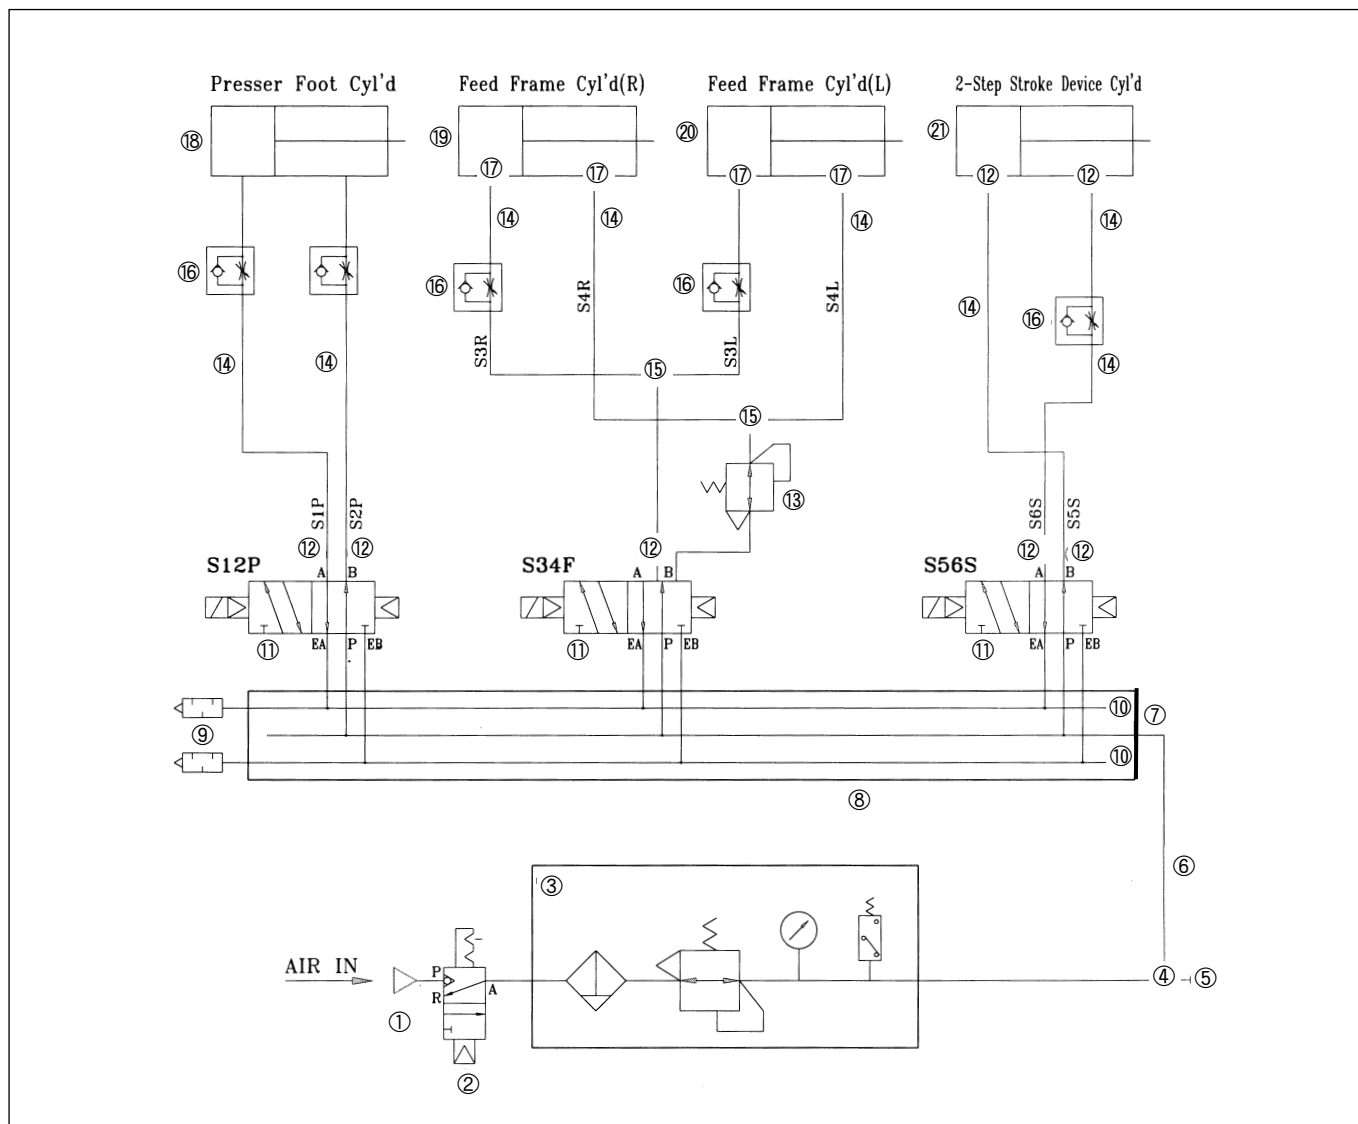 Presser Foot Cyl'd Feed Frame Cyl'd(R) Feed Frame Cyl'd(L) 2-Step Stroke Device Cyl'd
⑱ ⑲ ⑳ ㉑
⑰ ⑰ ⑰ ⑰ ⑫ ⑫
⑭ ⑭ ⑭ ⑭
⑯ ⑯ ⑯ ⑯
S4R S4L ⑭
S3R S3L
⑭ ⑭ ⑮ ⑭
⑮
⑬
S1P S2P S6S S5S
⑫ ⑫ ⑫ ⑫ ⑫
S12P S34F S56S
A B A B A B
EA P EB EA P EB EA P EB
⑪ ⑪ ⑪
⑩ ⑦
⑨
⑩
⑧
⑥
③
AIR IN P A ④ ⑤
R
①
②